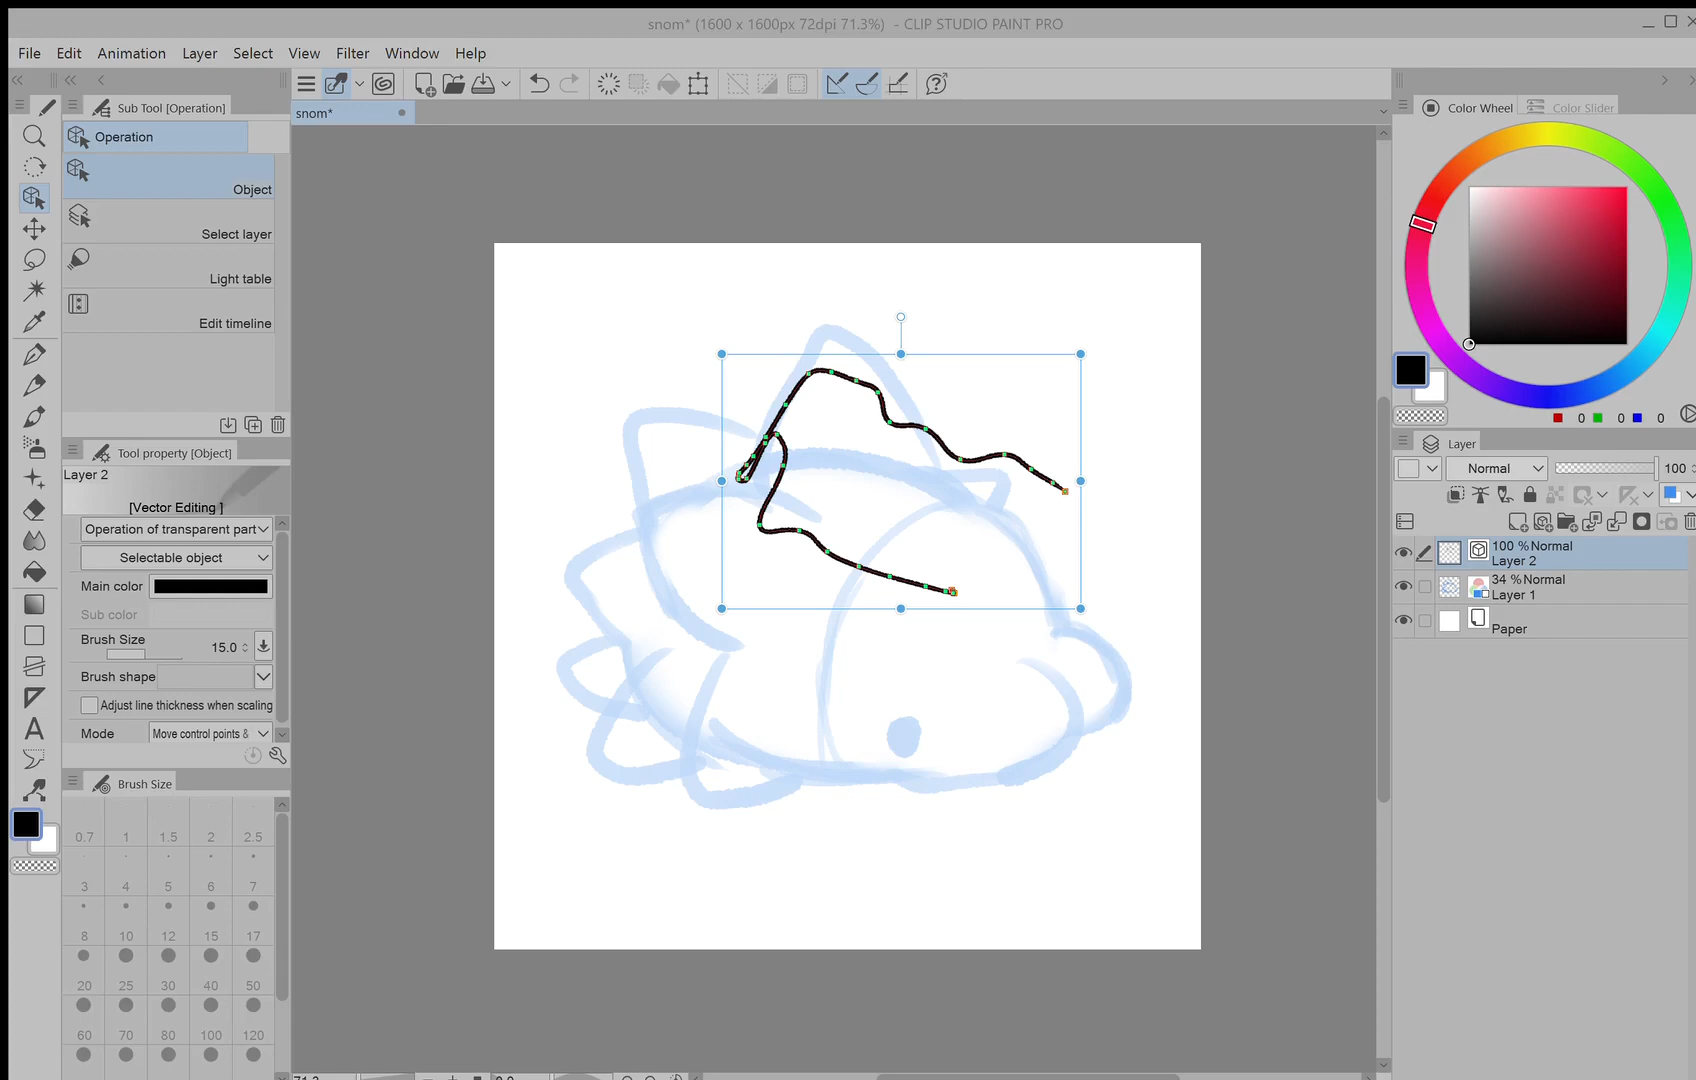 snom* (1600 x 1600px 72dpi 71.3%) - CLIP STUDIO PAINT PRO
File Edit Animation Layer Select View Filter Window Help
Sub Tool [Operation]
snom*
Color Wheel Color Slider
Operation
Object
Select layer
Light table
Edit timeline
0 0 0
Layer
Tool property [Object]
Normal 100
Layer 2
[Vector Editing ]
Operation of transparent part
Selectable object
Main color
Sub color
Brush Size 15.0
Brush shape
Adjust line thickness when scaling
Mode Move control points &
100 %Normal
Layer 2
34 %Normal
Layer 1
Paper
Brush Size
0.7 1 1.5 2 2.5
3 4 5 6 7
8 10 12 15 17
20 25 30 40 50
60 70 80 100 120